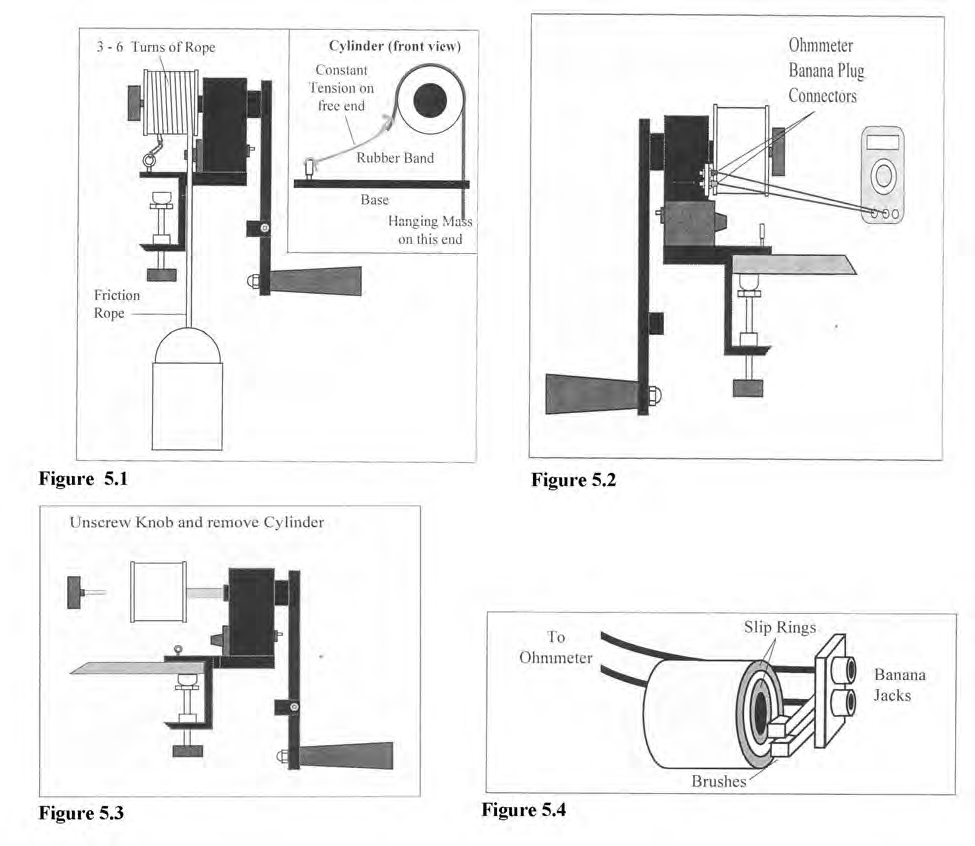 3 - 6 Turns of Rope
Cylinder (front view)
Constant
Tension on
free end
Rubber Band
Base
Hanging Mass
on this end
Friction
Rope
Figure 5.1
Ohmmeter
Banana Plug
Connectors
Figure 5.2
Unscrew Knob and remove Cylinder
Figure 5.3
To
Ohmmeter
Slip Rings
Banana
Jacks
Brushes
Figure 5.4